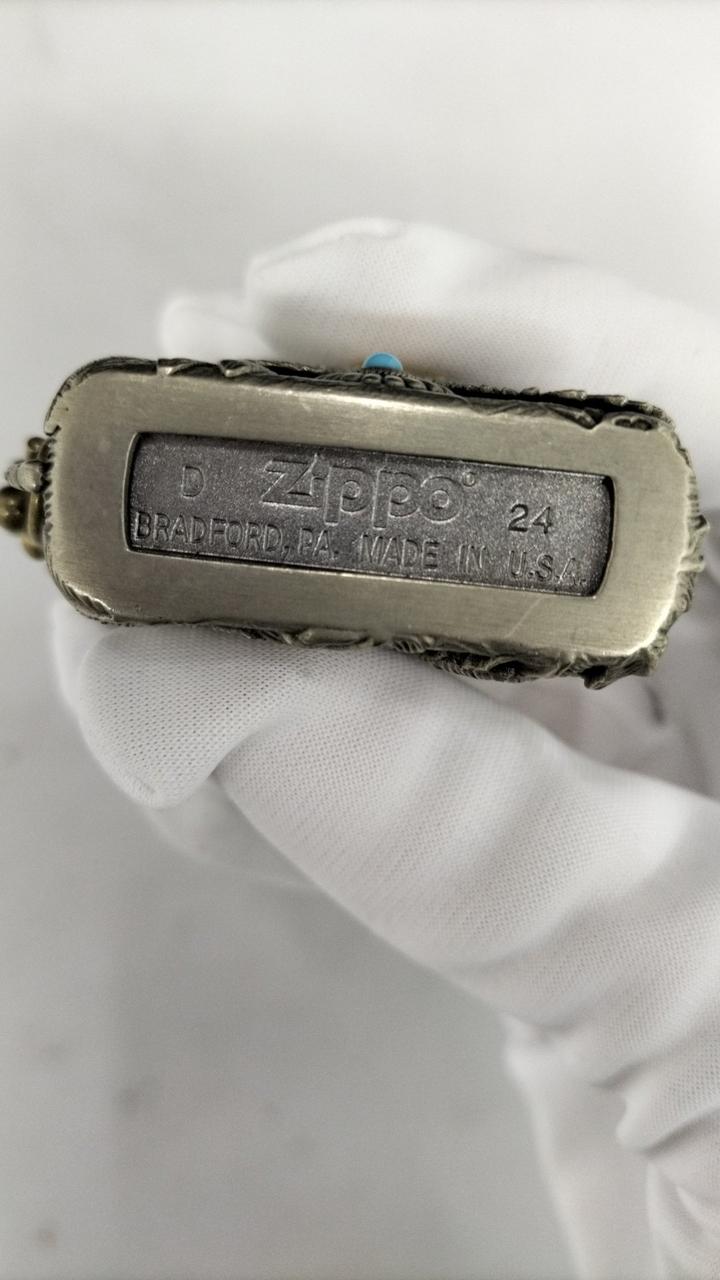 D Zippo® 24
BRADFORD, PA. MADE IN U.S.A.